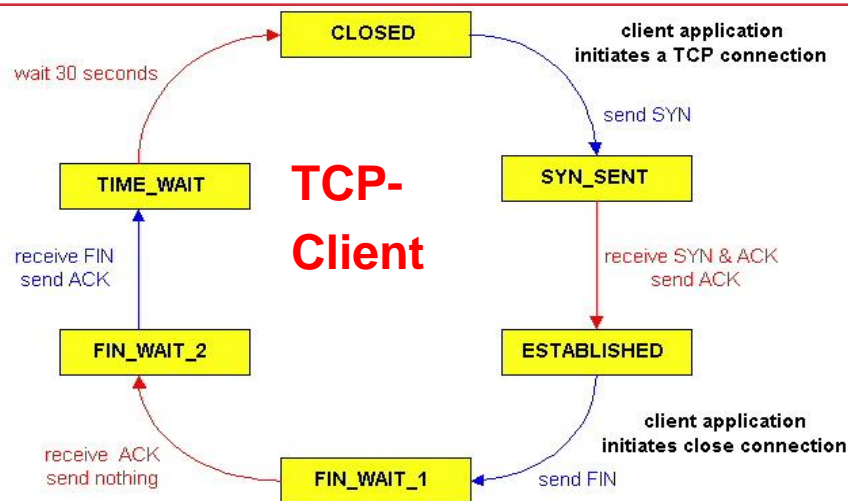 CLOSED
client application
initiates a TCP connection
wait 30 seconds
send SYN
TIME_WAIT
TCP-
Client
SYN_SENT
receive FIN
send ACK
receive SYN & ACK
send ACK
FIN_WAIT_2
ESTABLISHED
client application
initiates close connection
receive ACK
send nothing
FIN_WAIT_1
send FIN